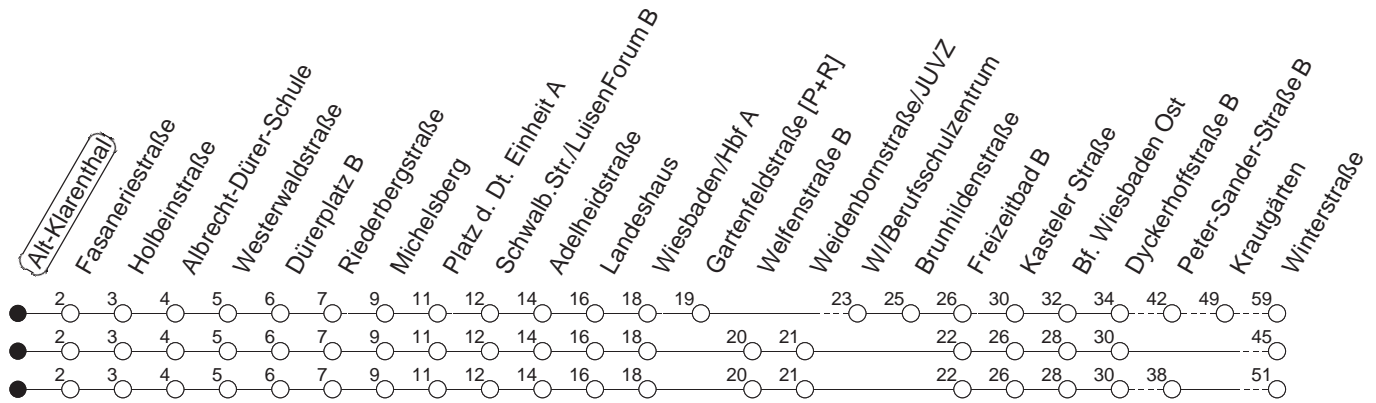 Alt-Klarenthal
Fasaneriestraße
Holbeinstraße
Albrecht-Dürer-Schule
Westerwaldstraße
Dürerplatz B
Riederbergstraße
Michelsberg
Platz d. Dt. Einheit A
Schwalb. Str./LuisenForum B
Adelheidstraße
Landeshaus
Wiesbaden/Hbf A
Gartenfeldstraße [P+R]
Welfenstraße B
Weidenbornstraße/JUVZ
WI/Berufsschulzentrum
Brunhildenstraße
Freizeitbad B
Kasteler Straße
Bf. Wiesbaden Ost
Dyckerhoffstraße B
Peter-Sander-Straße B
Krautgärten
Winterstraße
2 3 4 5 6 7 9 11 12 14 16 18 19 23 25 26 30 32 34 42 49 59
2 3 4 5 6 7 9 11 12 14 16 18 20 21 22 26 28 30 45
2 3 4 5 6 7 9 11 12 14 16 18 20 21 22 26 28 30 38 51